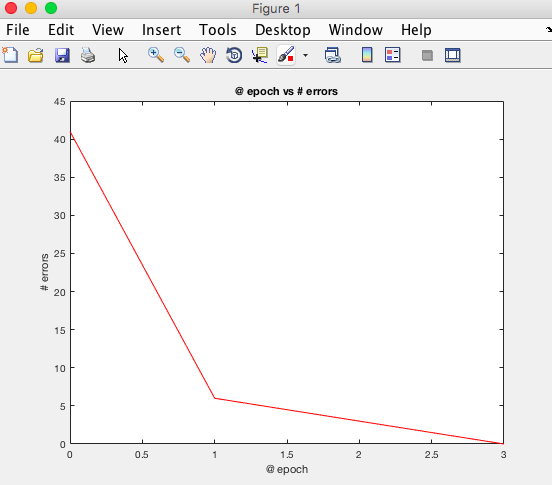 Figure 1
File Edit View Insert Tools Desktop Window Help
@ epoch vs # errors
45
40
35
30
25
20
15
10
5
0
# errors
0 0.5 1 1.5 2 2.5 3
@ epoch